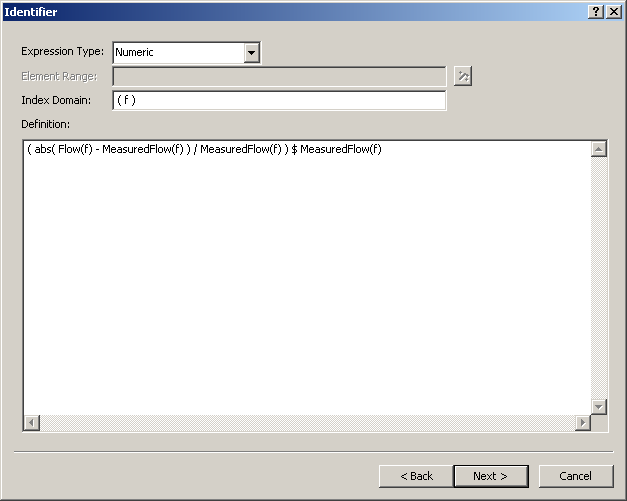 Identifier
Expression Type: Numeric
Element Range:
Index Domain: ( f )
Definition:
( abs( Flow(f) - MeasuredFlow(f) ) / MeasuredFlow(f) ) $ MeasuredFlow(f)
< Back Next > Cancel